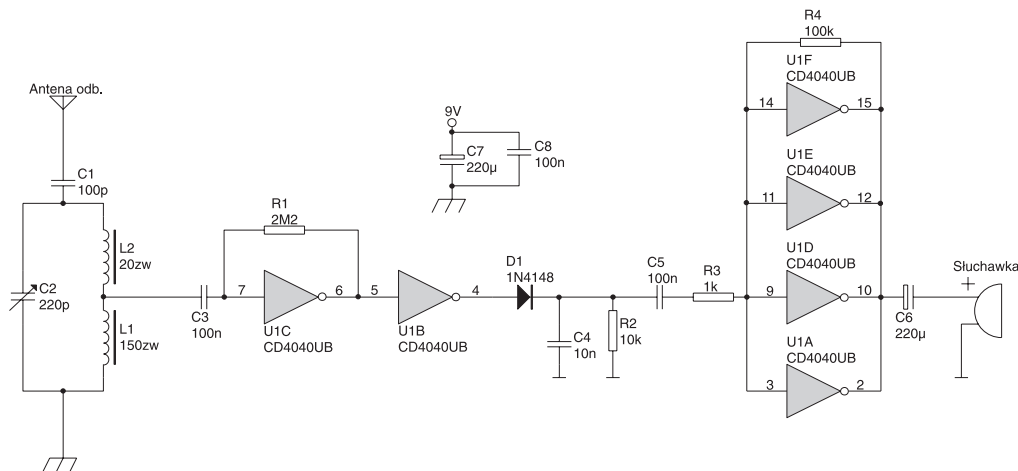 Antena odb.
C1
100p
C2
220p
L2
20zw
L1
150zw
C3
100n
R1
2M2
7
6
U1C
CD4040UB
5
4
U1B
CD4040UB
9V
C7
220µ
C8
100n
D1
1N4148
C4
10n
R2
10k
C5
100n
R3
1k
R4
100k
U1F
CD4040UB
14
15
U1E
CD4040UB
11
12
U1D
CD4040UB
9
10
U1A
CD4040UB
3
2
C6
220µ
Słuchawka
+